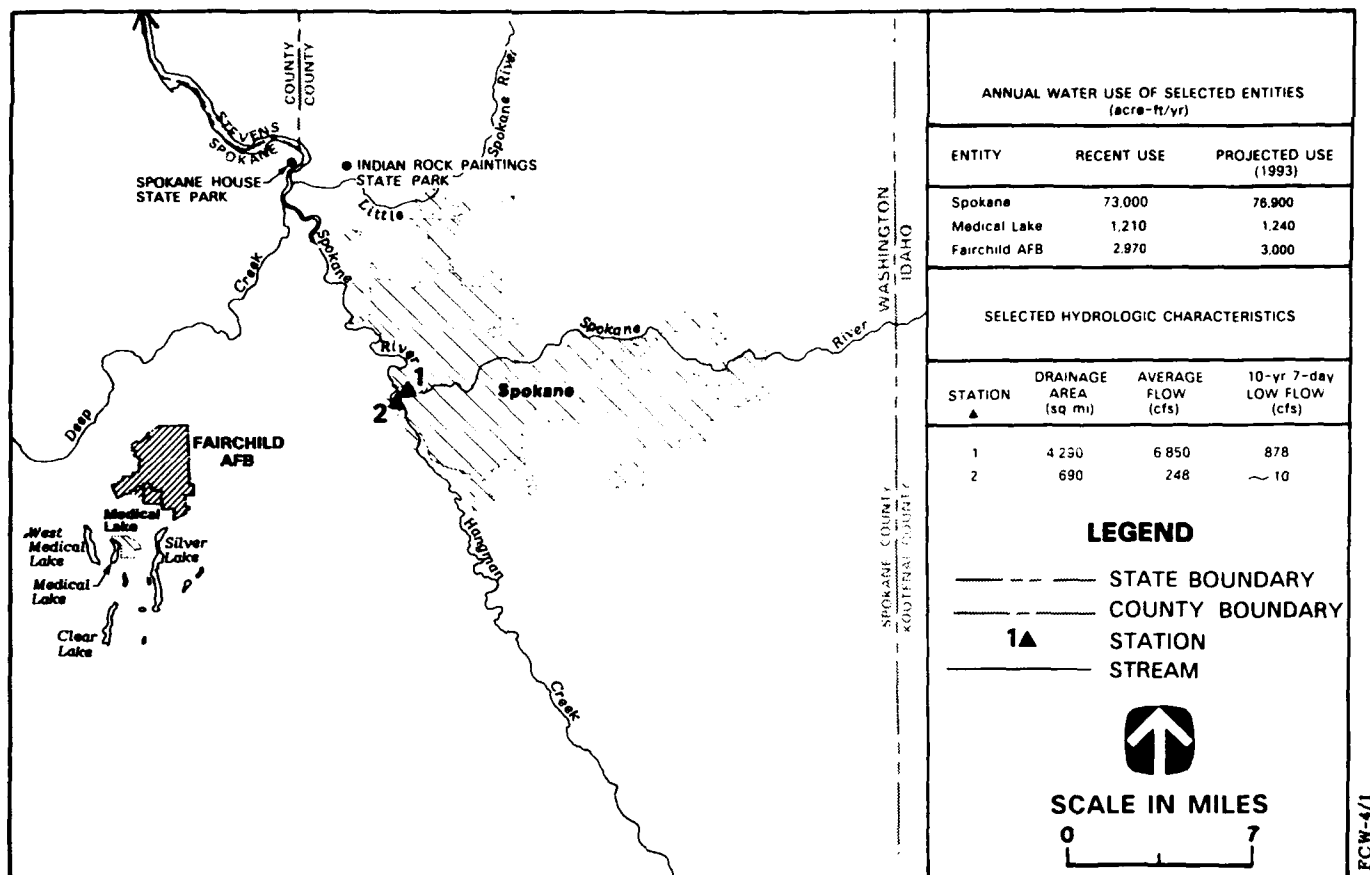 COUNTY
COUNTY
Spokane River
STEVENS
SPOKANE
INDIAN ROCK PAINTINGS
STATE PARK
SPOKANE HOUSE
STATE PARK
Little
Spokane
Creek
WASHINGTON
IDAHO
Spokane
River
River
1
Spokane
2
Deep
FAIRCHILD
AFB
Medical
Lake
West
Medical
Lake
Silver
Lake
Medical
Lake
Clear
Lake
Hangman
Creek
SPOKANE COUNTY
KOOTENAI COUNTY
ANNUAL WATER USE OF SELECTED ENTITIES
(acre-ft/yr)
ENTITY RECENT USE PROJECTED USE
(1993)
Spokane 73,000 76,900
Medical Lake 1,210 1,240
Fairchild AFB 2.970 3,000
SELECTED HYDROLOGIC CHARACTERISTICS
STATION ▲ DRAINAGE AREA (sq mi) AVERAGE FLOW (cfs) 10-yr 7-day LOW FLOW (cfs)
1 4 290 6 850 878
2 690 248 ~10
LEGEND
STATE BOUNDARY
COUNTY BOUNDARY
1▲ STATION
STREAM
SCALE IN MILES
0 7
FCW-4/1